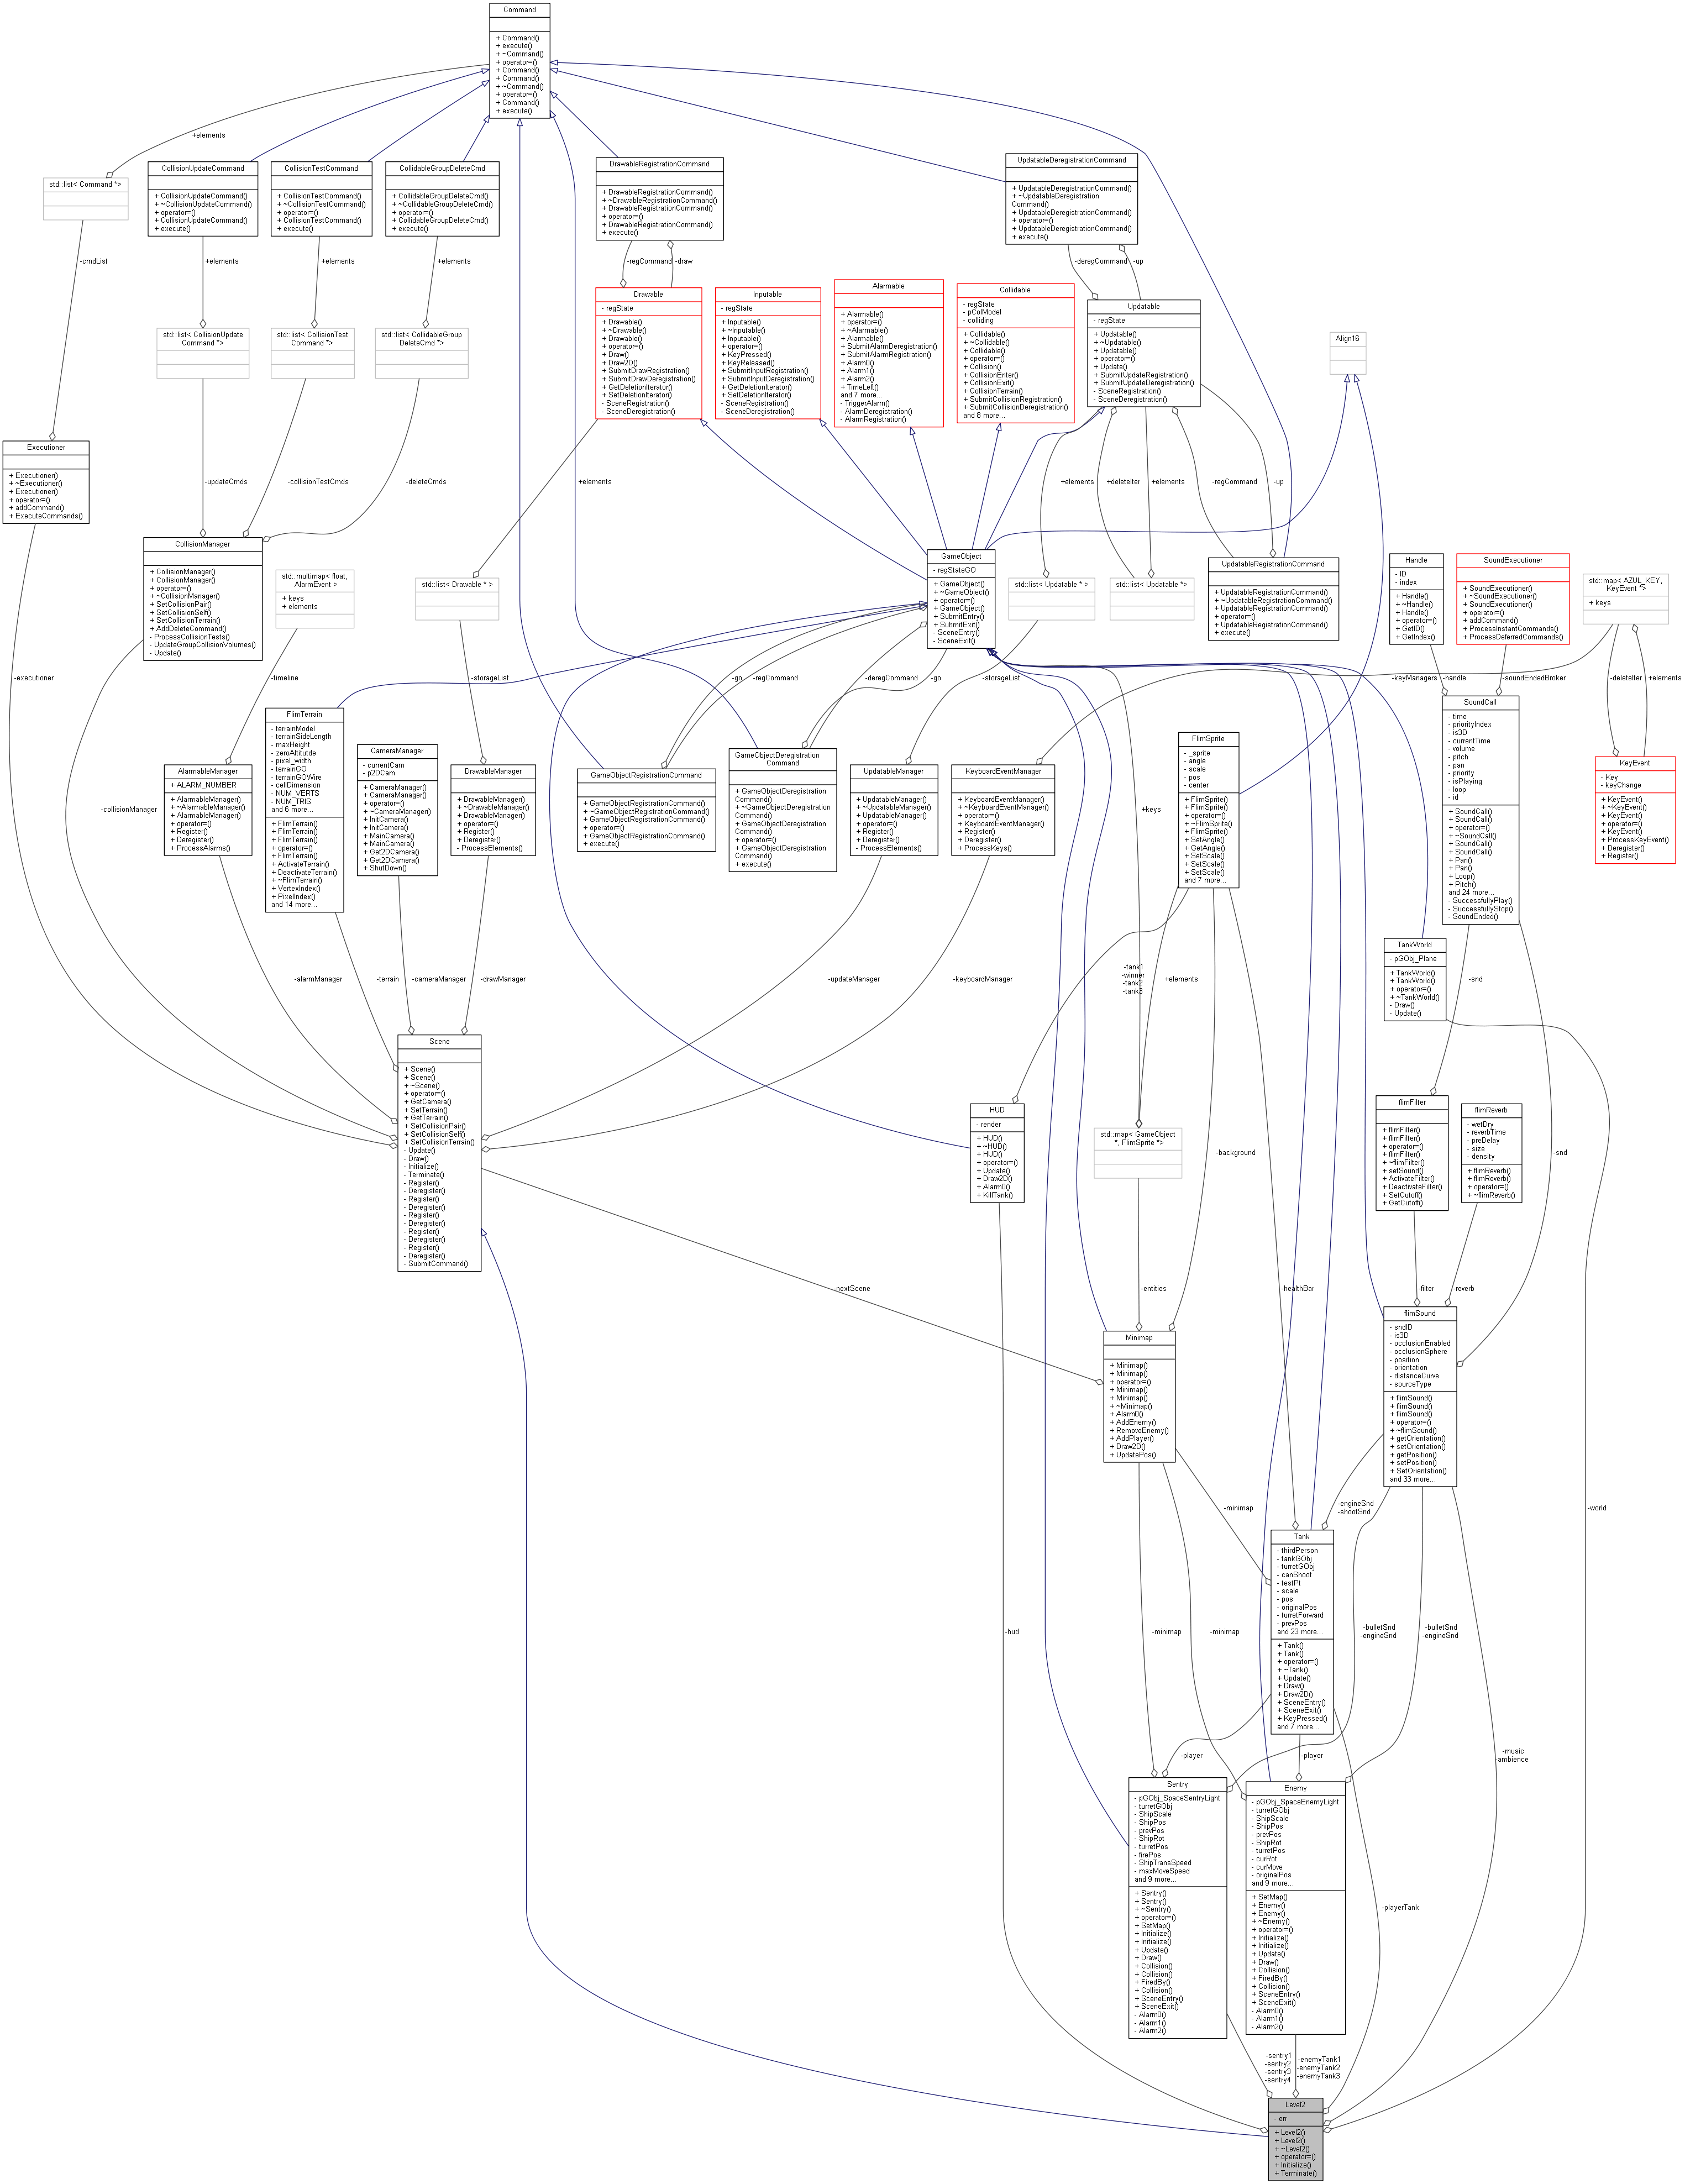 Command
+ Command()
+ execute()
+ ~Command()
+ operator=()
+ Command()
+ Command()
+ ~Command()
+ operator=()
+ Command()
+ execute()
+elements
std::list< Command *>
CollisionUpdateCommand
+ CollisionUpdateCommand()
+ ~CollisionUpdateCommand()
+ operator=()
+ CollisionUpdateCommand()
+ execute()
CollisionTestCommand
+ CollisionTestCommand()
+ ~CollisionTestCommand()
+ operator=()
+ CollisionTestCommand()
+ execute()
CollidableGroupDeleteCmd
+ CollidableGroupDeleteCmd()
+ ~CollidableGroupDeleteCmd()
+ operator=()
+ CollidableGroupDeleteCmd()
+ execute()
DrawableRegistrationCommand
+ DrawableRegistrationCommand()
+ ~DrawableRegistrationCommand()
+ DrawableRegistrationCommand()
+ operator=()
+ DrawableRegistrationCommand()
+ execute()
UpdatableDeregistrationCommand
+ UpdatableDeregistrationCommand()
+ ~UpdatableDeregistration
Command()
+ UpdatableDeregistrationCommand()
+ operator=()
+ UpdatableDeregistrationCommand()
+ execute()
-cmdList
+elements
+elements
+elements
-regCommand
-draw
-deregCommand
-up
Drawable
- regState
+ Drawable()
+ ~Drawable()
+ Drawable()
+ operator=()
+ Draw()
+ Draw2D()
+ SubmitDrawRegistration()
+ SubmitDrawDeregistration()
+ GetDeletionIterator()
+ SetDeletionIterator()
- SceneRegistration()
- SceneDeregistration()
Inputable
- regState
+ Inputable()
+ ~Inputable()
+ Inputable()
+ operator=()
+ KeyPressed()
+ KeyReleased()
+ SubmitInputRegistration()
+ SubmitInputDeregistration()
+ GetDeletionIterator()
+ SetDeletionIterator()
- SceneRegistration()
- SceneDeregistration()
Alarmable
+ Alarmable()
+ operator=()
+ ~Alarmable()
+ Alarmable()
+ SubmitAlarmDeregistration()
+ SubmitAlarmRegistration()
+ Alarm0()
+ Alarm1()
+ Alarm2()
+ TimeLeft()
and 7 more...
- TriggerAlarm()
- AlarmDeregistration()
- AlarmRegistration()
Collidable
- regState
- pColModel
- colliding
+ Collidable()
+ ~Collidable()
+ Collidable()
+ operator=()
+ Collision()
+ CollisionEnter()
+ CollisionExit()
+ CollisionTerrain()
+ SubmitCollisionRegistration()
+ SubmitCollisionDeregistration()
and 8 more...
Updatable
- regState
+ Updatable()
+ ~Updatable()
+ Updatable()
+ operator=()
+ Update()
+ SubmitUpdateRegistration()
+ SubmitUpdateDeregistration()
- SceneRegistration()
- SceneDeregistration()
Align16
std::list< CollisionUpdate
Command *>
std::list< CollisionTest
Command *>
std::list< CollidableGroup
DeleteCmd *>
Executioner
+ Executioner()
+ ~Executioner()
+ Executioner()
+ operator=()
+ addCommand()
+ ExecuteCommands()
-updateCmds
-collisionTestCmds
-deleteCmds
+elements
+elements
+deleteIter
+elements
-regCommand
-up
CollisionManager
+ CollisionManager()
+ CollisionManager()
+ operator=()
+ ~CollisionManager()
+ SetCollisionPair()
+ SetCollisionSelf()
+ SetCollisionTerrain()
+ AddDeleteCommand()
- ProcessCollisionTests()
- UpdateGroupCollisionVolumes()
- Update()
std::multimap< float,
AlarmEvent >
+ keys
+ elements
std::list< Drawable * >
GameObject
- regStateGO
+ GameObject()
+ ~GameObject()
+ operator=()
+ GameObject()
+ SubmitEntry()
+ SubmitExit()
- SceneEntry()
- SceneExit()
std::list< Updatable * >
std::list< Updatable *>
UpdatableRegistrationCommand
+ UpdatableRegistrationCommand()
+ ~UpdatableRegistrationCommand()
+ UpdatableRegistrationCommand()
+ operator=()
+ UpdatableRegistrationCommand()
+ execute()
Handle
- ID
- index
+ Handle()
+ ~Handle()
+ Handle()
+ operator=()
+ GetID()
+ GetIndex()
SoundExecutioner
+ SoundExecutioner()
+ ~SoundExecutioner()
+ SoundExecutioner()
+ operator=()
+ addCommand()
+ ProcessInstantCommands()
+ ProcessDeferredCommands()
std::map< AZUL_KEY,
KeyEvent *>
+ keys
-executioner
-timeline
-storageList
-go
-regCommand
-deregCommand
-go
-storageList
-keyManagers
-handle
-soundEndedBroker
-deleteIter
+elements
FlimTerrain
- terrainModel
- terrainSideLength
- maxHeight
- zeroAltitutde
- pixel_width
- terrainGO
- terrainGOWire
- cellDimension
- NUM_VERTS
- NUM_TRIS
and 6 more...
+ FlimTerrain()
+ FlimTerrain()
+ FlimTerrain()
+ operator=()
+ FlimTerrain()
+ ActivateTerrain()
+ DeactivateTerrain()
+ ~FlimTerrain()
+ VertexIndex()
+ PixelIndex()
and 14 more...
AlarmableManager
+ ALARM_NUMBER
+ AlarmableManager()
+ ~AlarmableManager()
+ AlarmableManager()
+ operator=()
+ Register()
+ Deregister()
+ ProcessAlarms()
CameraManager
- currentCam
- p2DCam
+ CameraManager()
+ CameraManager()
+ operator=()
+ ~CameraManager()
+ InitCamera()
+ InitCamera()
+ MainCamera()
+ MainCamera()
+ Get2DCamera()
+ Get2DCamera()
+ ShutDown()
DrawableManager
+ DrawableManager()
+ ~DrawableManager()
+ DrawableManager()
+ operator=()
+ Register()
+ Deregister()
- ProcessElements()
GameObjectRegistrationCommand
+ GameObjectRegistrationCommand()
+ ~GameObjectRegistrationCommand()
+ GameObjectRegistrationCommand()
+ operator=()
+ GameObjectRegistrationCommand()
+ execute()
GameObjectDeregistration
Command
+ GameObjectDeregistration
Command()
+ ~GameObjectDeregistration
Command()
+ GameObjectDeregistration
Command()
+ operator=()
+ GameObjectDeregistration
Command()
+ execute()
UpdatableManager
+ UpdatableManager()
+ ~UpdatableManager()
+ UpdatableManager()
+ operator=()
+ Register()
+ Deregister()
- ProcessElements()
KeyboardEventManager
+ KeyboardEventManager()
+ ~KeyboardEventManager()
+ operator=()
+ KeyboardEventManager()
+ Register()
+ Deregister()
+ ProcessKeys()
FlimSprite
- _sprite
- angle
- scale
- pos
- center
+ FlimSprite()
+ FlimSprite()
+ operator=()
+ ~FlimSprite()
+ FlimSprite()
+ SetAngle()
+ GetAngle()
+ SetScale()
+ SetScale()
+ SetScale()
and 7 more...
SoundCall
- time
- priorityIndex
- is3D
- currentTime
- volume
- pitch
- pan
- priority
- isPlaying
- loop
- id
+ SoundCall()
+ SoundCall()
+ operator=()
+ ~SoundCall()
+ SoundCall()
+ SoundCall()
+ Pan()
+ Pan()
+ Loop()
+ Pitch()
and 24 more...
- SuccessfullyPlay()
- SuccessfullyStop()
- SoundEnded()
KeyEvent
- Key
- keyChange
+ KeyEvent()
+ ~KeyEvent()
+ KeyEvent()
+ operator=()
+ KeyEvent()
+ ProcessKeyEvent()
+ Deregister()
+ Register()
-collisionManager
+keys
TankWorld
- pGObj_Plane
+ TankWorld()
+ TankWorld()
+ operator=()
+ ~TankWorld()
- Draw()
- Update()
-alarmManager
-terrain
-cameraManager
-drawManager
-updateManager
-keyboardManager
-tank1
-winner
-tank2
-tank3
+elements
-snd
Scene
+ Scene()
+ Scene()
+ ~Scene()
+ operator=()
+ GetCamera()
+ SetTerrain()
+ GetTerrain()
+ SetCollisionPair()
+ SetCollisionSelf()
+ SetCollisionTerrain()
- Update()
- Draw()
- Initialize()
- Terminate()
- Register()
- Deregister()
- Register()
- Deregister()
- Register()
- Deregister()
- Register()
- Deregister()
- Register()
- Deregister()
- SubmitCommand()
HUD
- render
+ HUD()
+ ~HUD()
+ HUD()
+ operator=()
+ Update()
+ Draw2D()
+ Alarm0()
+ KillTank()
std::map< GameObject
*, FlimSprite *>
flimFilter
+ flimFilter()
+ flimFilter()
+ operator=()
+ flimFilter()
+ ~flimFilter()
+ setSound()
+ ActivateFilter()
+ DeactivateFilter()
+ SetCutoff()
+ GetCutoff()
flimReverb
- wetDry
- reverbTime
- preDelay
- size
- density
+ flimReverb()
+ flimReverb()
+ operator=()
+ ~flimReverb()
-background
-snd
-nextScene
-entities
-healthBar
-filter
-reverb
Minimap
+ Minimap()
+ Minimap()
+ operator=()
+ Minimap()
+ Minimap()
+ ~Minimap()
+ Alarm0()
+ AddEnemy()
+ RemoveEnemy()
+ AddPlayer()
+ Draw2D()
+ UpdatePos()
flimSound
- sndID
- is3D
- occlusionEnabled
- occlusionSphere
- position
- orientation
- distanceCurve
- sourceType
+ flimSound()
+ flimSound()
+ flimSound()
+ operator=()
+ ~flimSound()
+ getOrientation()
+ setOrientation()
+ getPosition()
+ setPosition()
+ SetOrientation()
and 33 more...
-minimap
-engineSnd
-shootSnd
-world
Tank
- thirdPerson
- tankGObj
- turretGObj
- canShoot
- testPt
- scale
- pos
- originalPos
- turretForward
- prevPos
and 23 more...
+ Tank()
+ Tank()
+ operator=()
+ ~Tank()
+ Update()
+ Draw()
+ Draw2D()
+ SceneEntry()
+ SceneExit()
+ KeyPressed()
and 7 more...
-hud
-minimap
-minimap
-bulletSnd
-engineSnd
-bulletSnd
-engineSnd
-player
-player
-music
-ambience
Sentry
- pGObj_SpaceSentryLight
- turretGObj
- ShipScale
- ShipPos
- prevPos
- ShipRot
- turretPos
- firePos
- ShipTransSpeed
- maxMoveSpeed
and 9 more...
+ Sentry()
+ Sentry()
+ ~Sentry()
+ operator=()
+ SetMap()
+ Initialize()
+ Initialize()
+ Update()
+ Draw()
+ Collision()
+ Collision()
+ FiredBy()
+ Collision()
+ SceneEntry()
+ SceneExit()
- Alarm0()
- Alarm1()
- Alarm2()
Enemy
- pGObj_SpaceEnemyLight
- turretGObj
- ShipScale
- ShipPos
- prevPos
- ShipRot
- turretPos
- curRot
- curMove
- originalPos
and 9 more...
+ SetMap()
+ Enemy()
+ Enemy()
+ ~Enemy()
+ operator=()
+ Initialize()
+ Initialize()
+ Update()
+ Draw()
+ Collision()
+ FiredBy()
+ Collision()
+ SceneEntry()
+ SceneExit()
- Alarm0()
- Alarm1()
- Alarm2()
-playerTank
-sentry1
-sentry2
-sentry3
-sentry4
-enemyTank1
-enemyTank2
-enemyTank3
Level2
- err
+ Level2()
+ Level2()
+ ~Level2()
+ operator=()
+ Initialize()
+ Terminate()